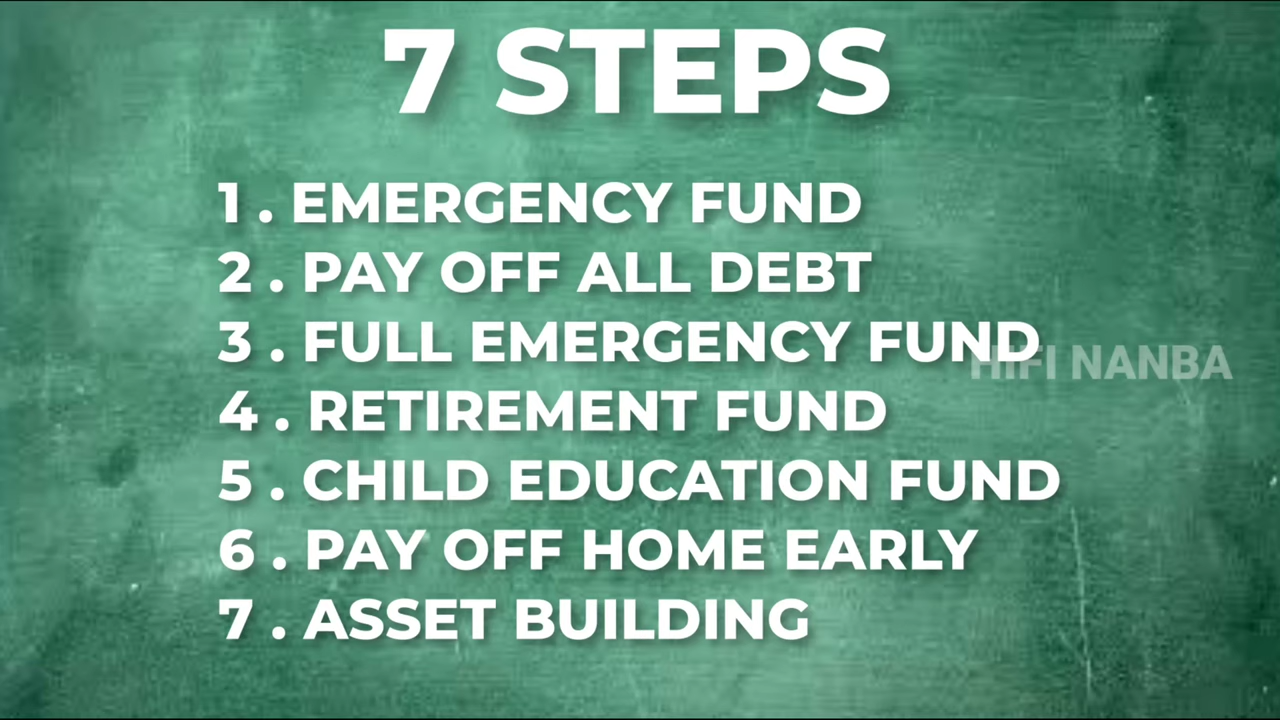 7 STEPS
1 . EMERGENCY FUND
2 . PAY OFF ALL DEBT
3 . FULL EMERGENCY FUND
HIFI NANBA
4 . RETIREMENT FUND
5 . CHILD EDUCATION FUND
6 . PAY OFF HOME EARLY
7 . ASSET BUILDING